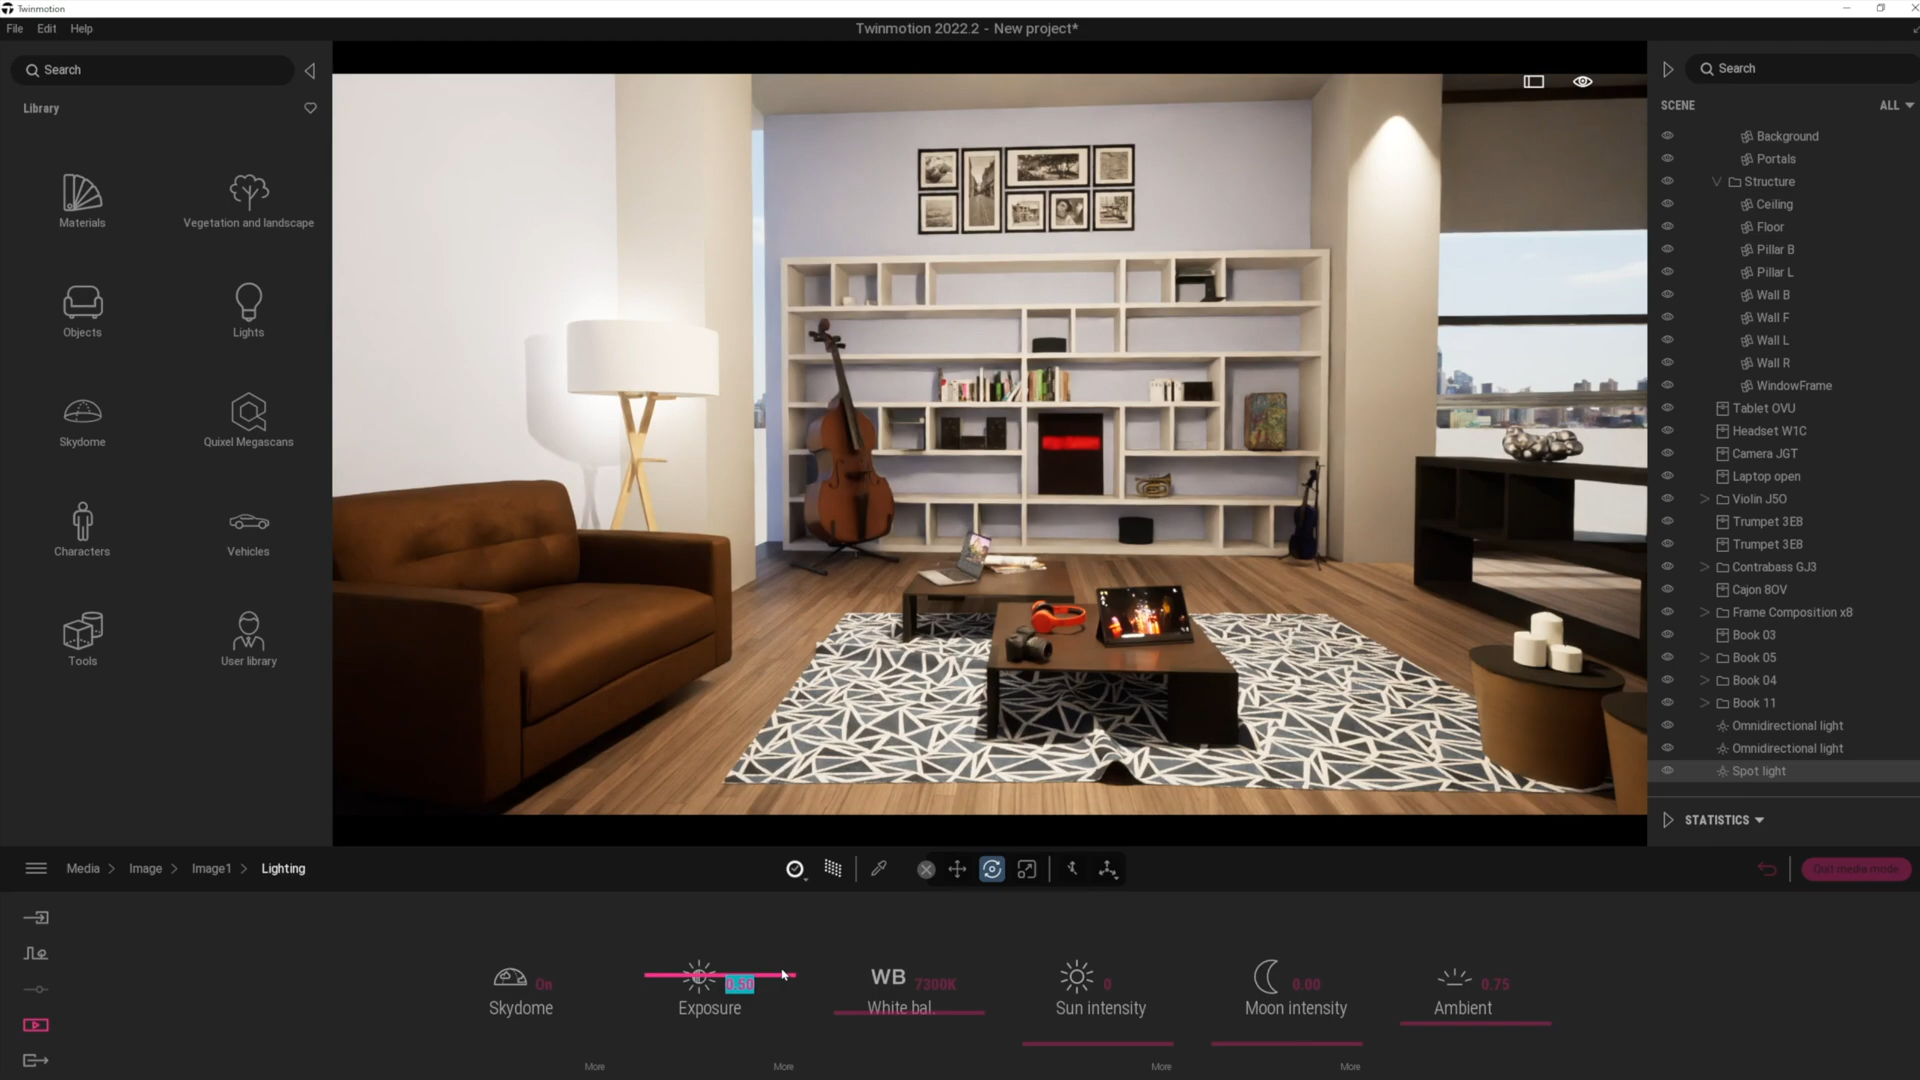 Twinmotion
File Edit Help
Twinmotion 2022.2 - New project*
Search
Library
Materials
Vegetation and landscape
Objects
Lights
Skydome
Quixel Megascans
Characters
Vehicles
Tools
User library
Search
SCENE
ALL
Background
Portals
Structure
Ceiling
Floor
Pillar B
Pillar L
Wall B
Wall F
Wall L
Wall R
WindowFrame
Tablet OVU
Headset W1C
Camera JGT
Laptop open
Violin J5O
Trumpet 3E8
Trumpet 3E8
Contrabass GJ3
Cajon 8OV
Frame Composition x8
Book 03
Book 05
Book 04
Book 11
Omnidirectional light
Omnidirectional light
Spot light
STATISTICS
Media > Image > Image1 > Lighting
Quit media mode
On
Skydome
0.50
Exposure
WB 7300K
White bal.
0
Sun intensity
0.00
Moon intensity
0.75
Ambient
More
More
More
More